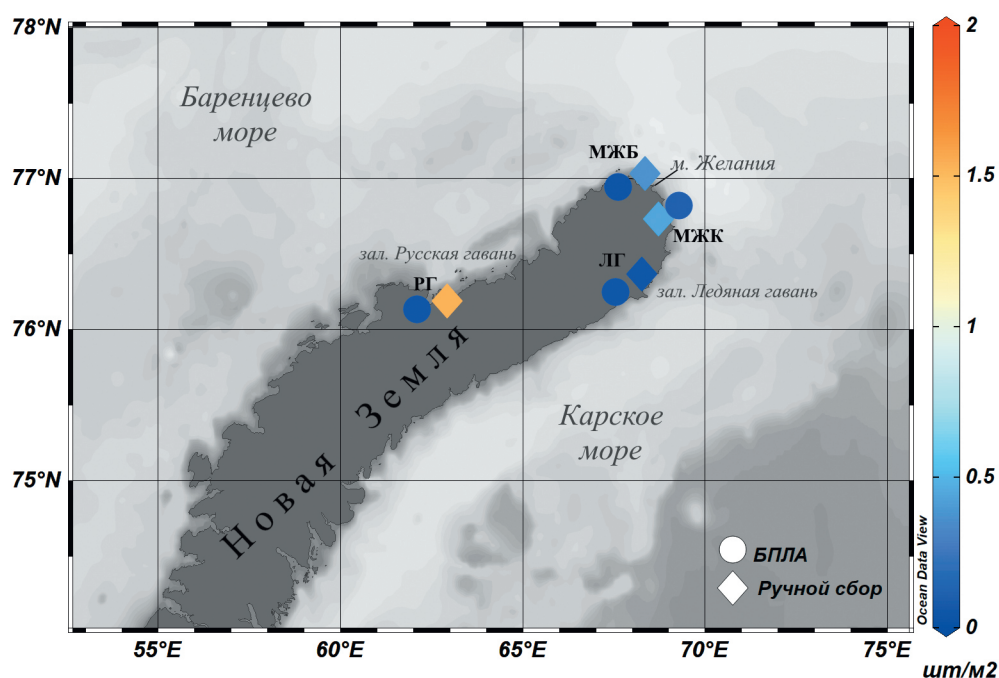 78°N
2
Баренцево
море
МЖБ
м. Желания
77°N
1.5
МЖК
зал. Русская гавань
ЛГ
РГ
зал. Ледяная гавань
76°N
1
Новая Земля
Карское
море
75°N
0.5
БПЛА
Ручной сбор
Ocean Data View
0
55°E
60°E
65°E
70°E
75°E
шт/м2